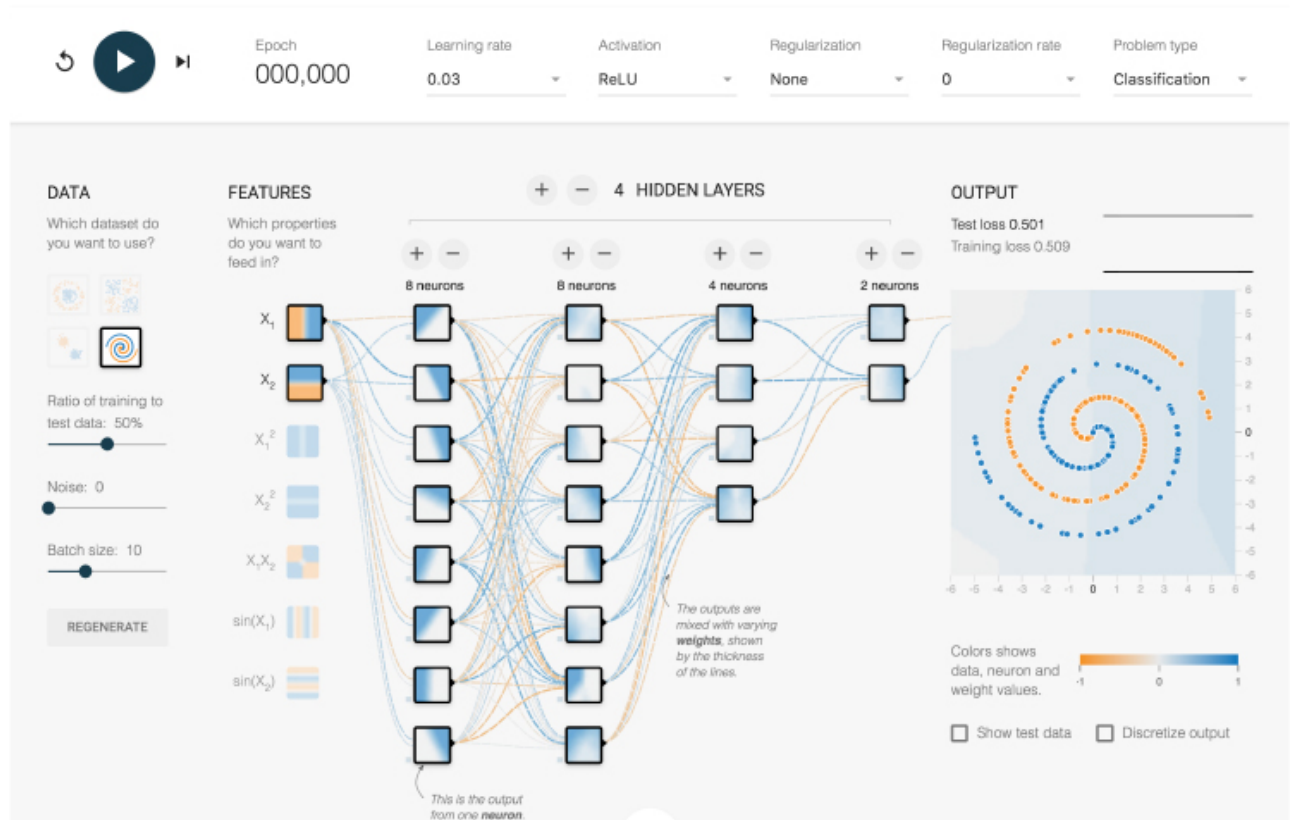 Epoch
000,000
Learning rate
0.03
Activation
ReLU
Regularization
None
Regularization rate
0
Problem type
Classification
DATA
Which dataset do
you want to use?
Ratio of training to
test data: 50%
Noise: 0
Batch size: 10
REGENERATE
FEATURES
Which properties
do you want to
feed in?
X₁
X₂
X₁²
X₂²
X₁X₂
sin(X₁)
sin(X₂)
+ − 4 HIDDEN LAYERS
+ −
8 neurons
+ −
8 neurons
+ −
4 neurons
+ −
2 neurons
This is the output
from one neuron.
The outputs are
mixed with varying
weights, shown
by the thickness
of the lines.
OUTPUT
Test loss 0.501
Training loss 0.509
6
5
4
3
2
1
0
-1
-2
-3
-4
-5
-6
-6 -5 -4 -3 -2 -1 0 1 2 3 4 5 6
Colors shows
data, neuron and
weight values.
-1 0 1
Show test data
Discretize output